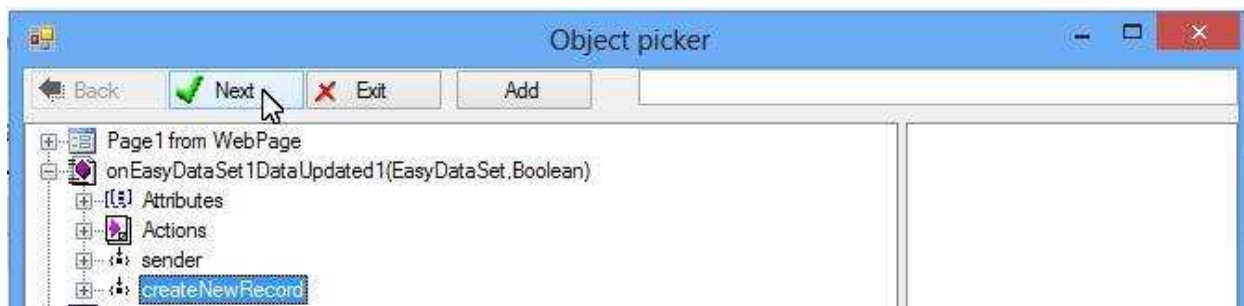 Object picker
Back Next Exit Add
Page1 from WebPage
onEasyDataSet1DataUpdated1(EasyDataSet,Boolean)
Attributes
Actions
sender
createNewRecord